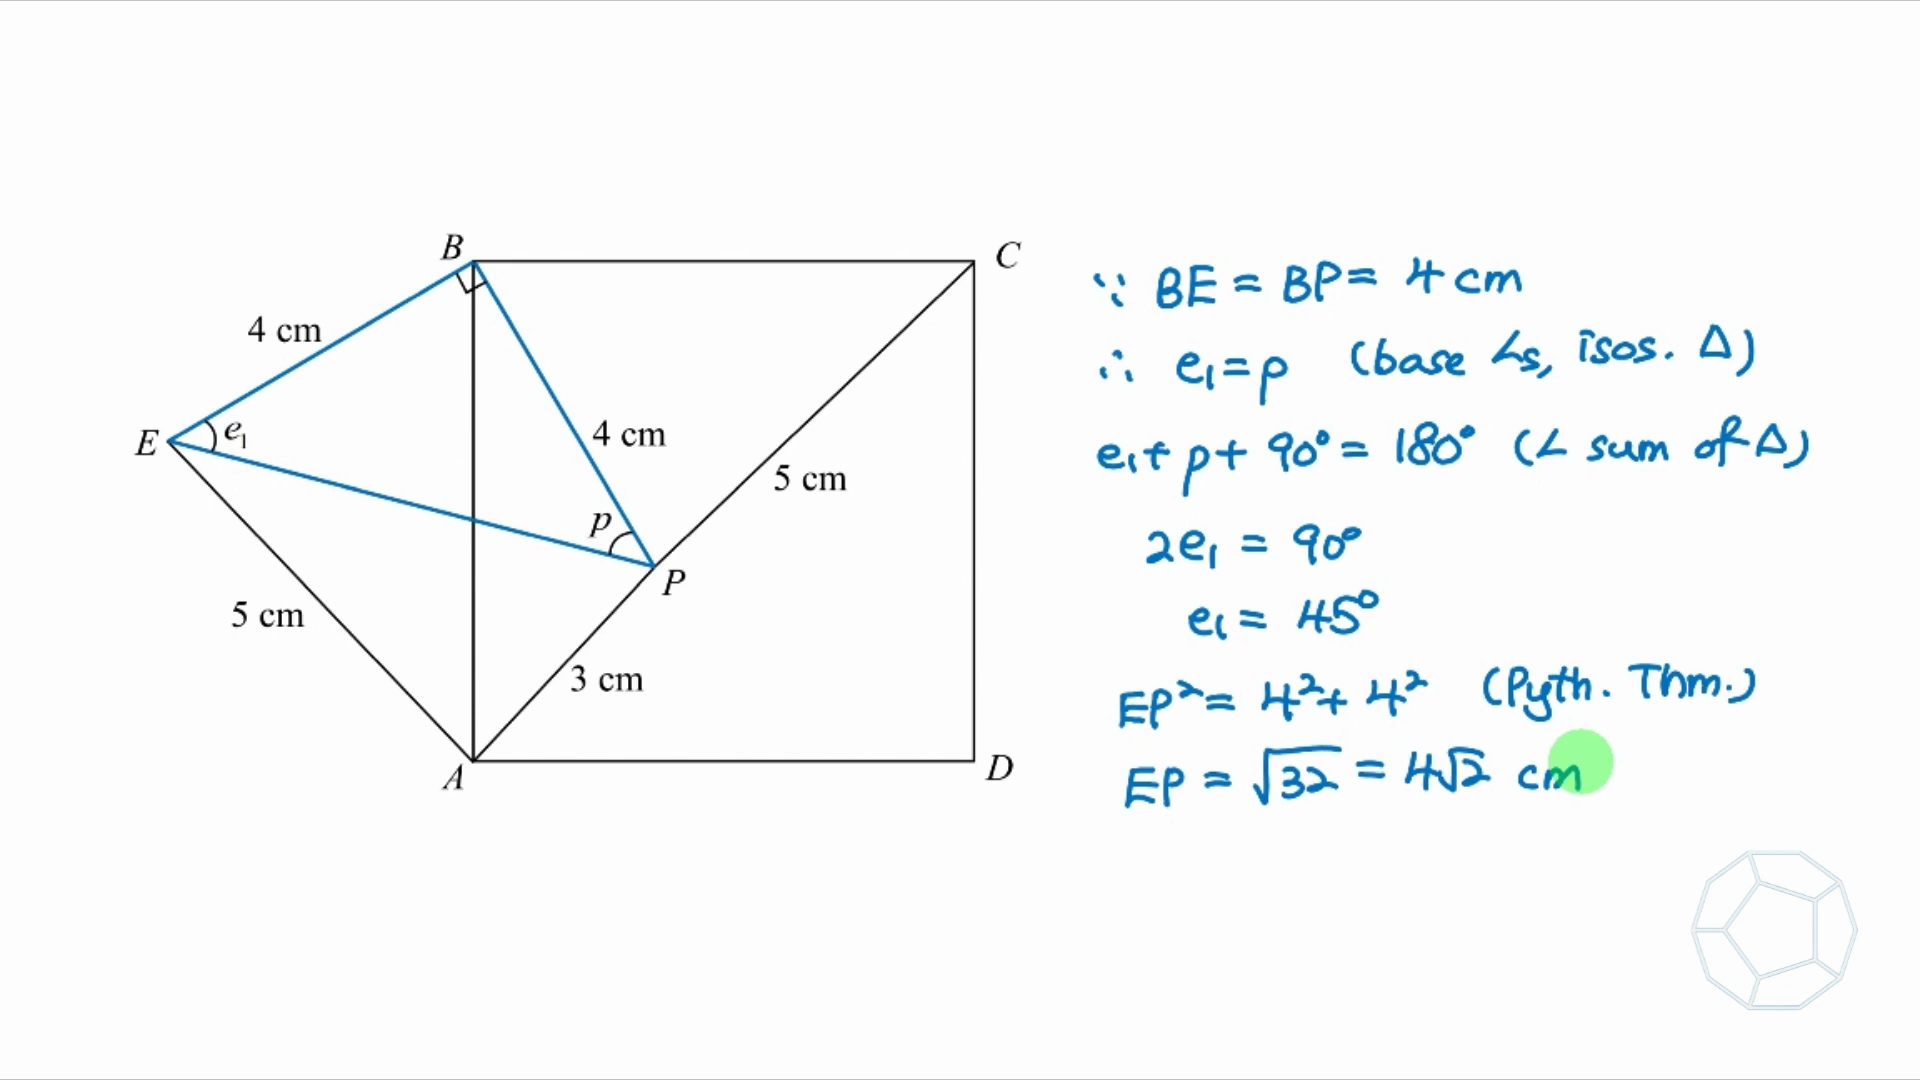 B
C
4 cm
E
e₁
4 cm
5 cm
p
P
5 cm
3 cm
A
D
∵ BE = BP = 4 cm
∴ e₁ = p (base ∠s, isos. Δ)
e₁ + p + 90° = 180° (∠ sum of Δ)
2e₁ = 90°
e₁ = 45°
EP² = 4² + 4² (Pyth. Thm.)
EP = √32 = 4√2 cm